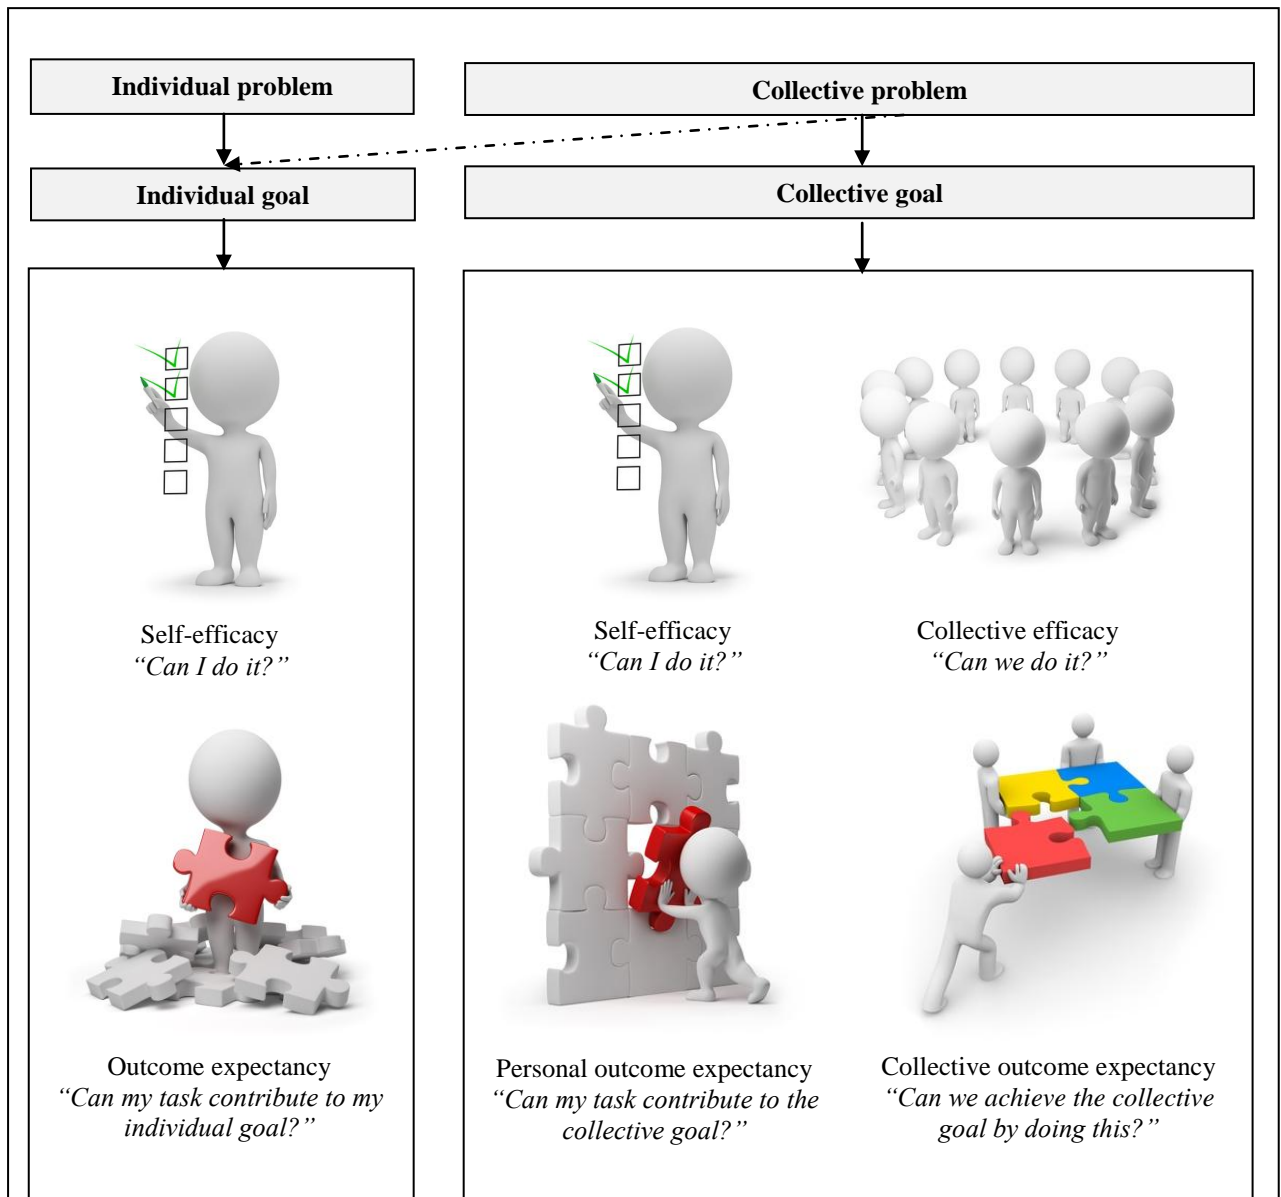 Individual problem
Collective problem
Individual goal
Collective goal
Self-efficacy
“Can I do it?”
Self-efficacy
“Can I do it?”
Collective efficacy
“Can we do it?”
Outcome expectancy
“Can my task contribute to my
individual goal?”
Personal outcome expectancy
“Can my task contribute to the
collective goal?”
Collective outcome expectancy
“Can we achieve the collective
goal by doing this?”